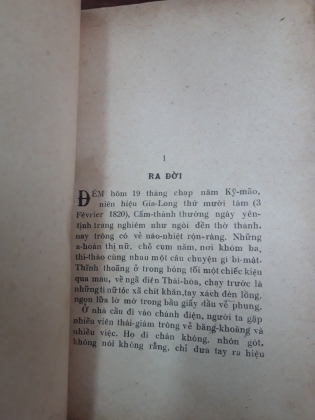 1
RA ĐỜI
ĐÊM hôm 19 tháng chạp năm Kỷ-mão,
niên hiệu Gia-Long thứ mười tám (3
Février 1820), Cấm-thành thường ngày yên-
tịnh trang nghiêm như ngôi đền thờ thánh,
nay trông có vẻ náo-nhiệt rộn-ràng. Những
a-hoàn thị nữ, chỗ cụm năm, nơi khóm ba,
thì-thào cùng nhau một câu chuyện gì bí-mật.
Thỉnh thoảng ở trong bóng tối một chiếc kiệu
qua mau, về ngã điện Thái-hòa, chạy trước là
những tì nữ tóc xã chít khăn, tay xách đèn lồng,
ngọn lửa lờ mờ trong bầu giấy dầu vẽ phụng.
Ở nhà cầu đi vào chánh điện, người ta gặp
nhiều viên thái-giám trông vẻ băng-khoăng và
nhiều việc. Họ đi chân không, nhón gót,
không nói không rằng, chỉ đưa tay ra hiệu